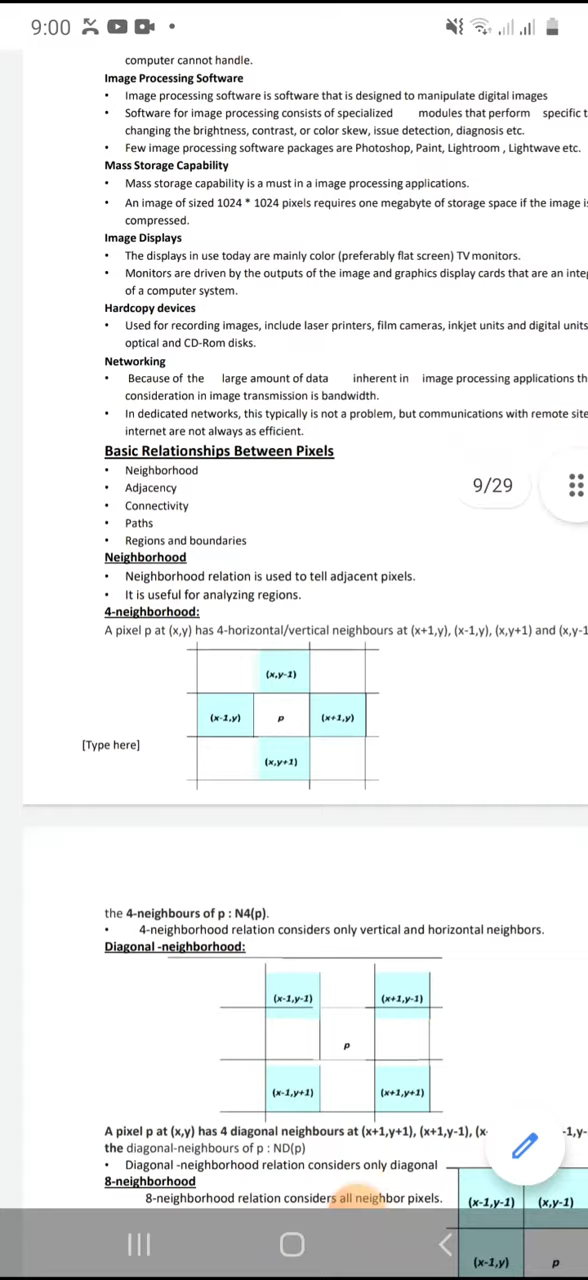 9:00
computer cannot handle.
Image Processing Software
• Image processing software is software that is designed to manipulate digital images
• Software for image processing consists of specialized modules that perform specific t
changing the brightness, contrast, or color skew, issue detection, diagnosis etc.
• Few image processing software packages are Photoshop, Paint, Lightroom , Lightwave etc.
Mass Storage Capability
• Mass storage capability is a must in a image processing applications.
• An image of sized 1024 * 1024 pixels requires one megabyte of storage space if the image is
compressed.
Image Displays
• The displays in use today are mainly color (preferably flat screen) TV monitors.
• Monitors are driven by the outputs of the image and graphics display cards that are an inte
of a computer system.
Hardcopy devices
• Used for recording images, include laser printers, film cameras, inkjet units and digital units
optical and CD-Rom disks.
Networking
• Because of the large amount of data inherent in image processing applications th
consideration in image transmission is bandwidth.
• In dedicated networks, this typically is not a problem, but communications with remote site
internet are not always as efficient.
Basic Relationships Between Pixels
• Neighborhood
9/29
• Adjacency
• Connectivity
• Paths
• Regions and boundaries
Neighborhood
• Neighborhood relation is used to tell adjacent pixels.
• It is useful for analyzing regions.
4-neighborhood:
A pixel p at (x,y) has 4-horizontal/vertical neighbours at (x+1,y), (x-1,y), (x,y+1) and (x,y-1
(x,y-1)
(x-1,y) p (x+1,y)
[Type here]
(x,y+1)
the 4-neighbours of p : N4(p).
• 4-neighborhood relation considers only vertical and horizontal neighbors.
Diagonal -neighborhood:
(x-1,y-1) (x+1,y-1)
p
(x-1,y+1) (x+1,y+1)
A pixel p at (x,y) has 4 diagonal neighbours at (x+1,y+1), (x+1,y-1), (x- -1,y-
the diagonal-neighbours of p : ND(p)
• Diagonal -neighborhood relation considers only diagonal
8-neighborhood
8-neighborhood relation considers all neighbor pixels.
(x-1,y-1) (x,y-1)
(x-1,y) p